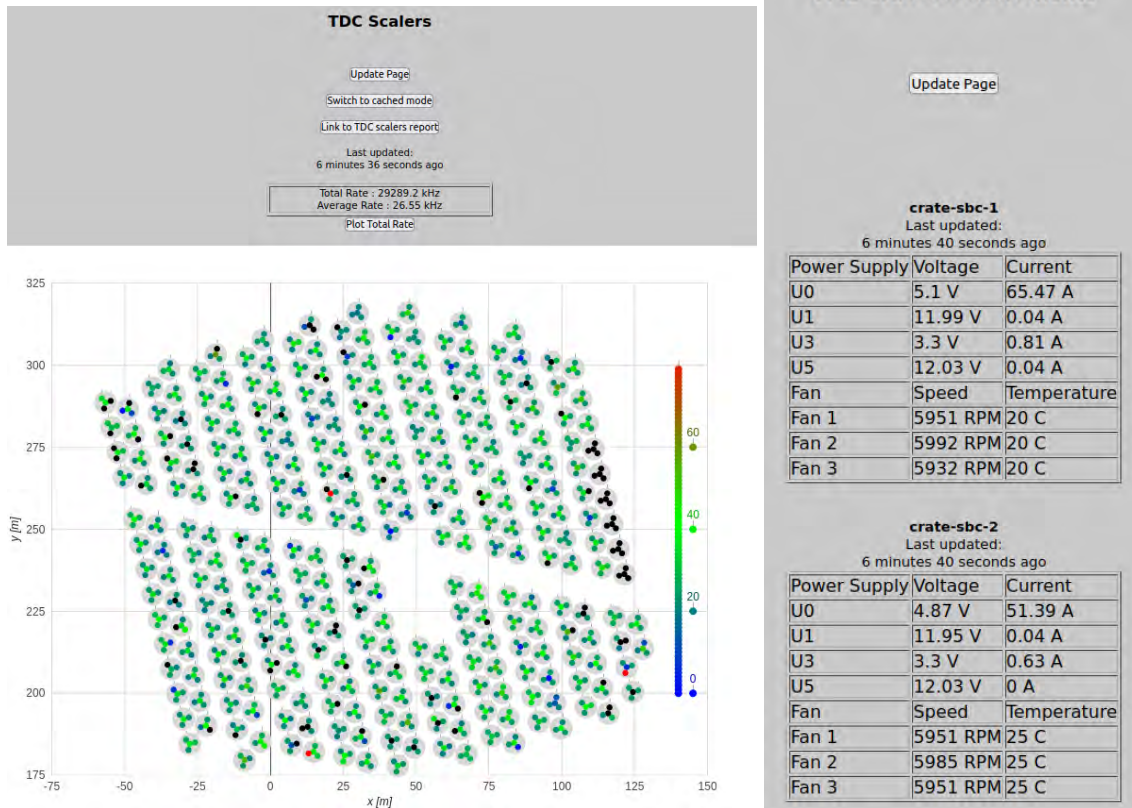 TDC Scalers
Update Page
Switch to cached mode
Link to TDC scalers report
Last updated:
6 minutes 36 seconds ago
Total Rate : 29289.2 kHz
Average Rate : 26.55 kHz
Plot Total Rate
325
300
275
250
225
200
175
y [m]
-75
-50
-25
0
25
50
75
100
125
150
x [m]
60
40
20
0
Update Page
crate-sbc-1
Last updated:
6 minutes 40 seconds ago
Power Supply Voltage Current
U0 5.1 V 65.47 A
U1 11.99 V 0.04 A
U3 3.3 V 0.81 A
U5 12.03 V 0.04 A
Fan Speed Temperature
Fan 1 5951 RPM 20 C
Fan 2 5992 RPM 20 C
Fan 3 5932 RPM 20 C
crate-sbc-2
Last updated:
6 minutes 40 seconds ago
Power Supply Voltage Current
U0 4.87 V 51.39 A
U1 11.95 V 0.04 A
U3 3.3 V 0.63 A
U5 12.03 V 0 A
Fan Speed Temperature
Fan 1 5951 RPM 25 C
Fan 2 5985 RPM 25 C
Fan 3 5951 RPM 25 C